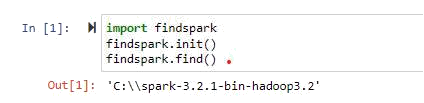 In [1]: import findspark
findspark.init()
findspark.find()
Out[1]: 'C:\\spark-3.2.1-bin-hadoop3.2'